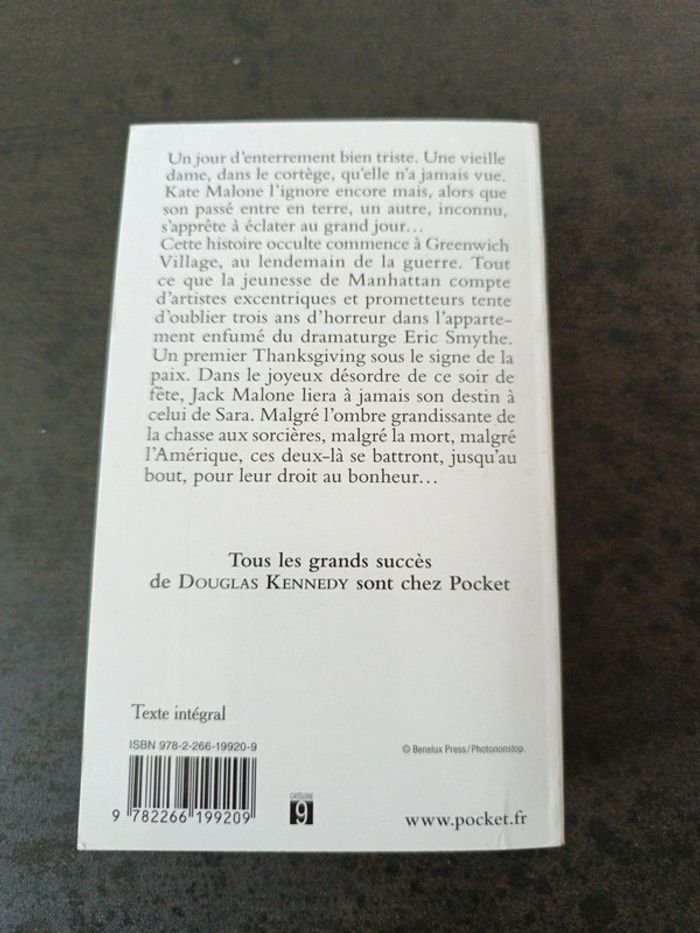 Un jour d'enterrement bien triste. Une vieille
dame, dans le cortège, qu'elle n'a jamais vue.
Kate Malone l'ignore encore mais, alors que
son passé entre en terre, un autre, inconnu,
s'apprête à éclater au grand jour…
Cette histoire occulte commence à Greenwich
Village, au lendemain de la guerre. Tout
ce que la jeunesse de Manhattan compte
d'artistes excentriques et prometteurs tente
d'oublier trois ans d'horreur dans l'apparte-
ment enfumé du dramaturge Eric Smythe.
Un premier Thanksgiving sous le signe de la
paix. Dans le joyeux désordre de ce soir de
fête, Jack Malone liera à jamais son destin à
celui de Sara. Malgré l'ombre grandissante de
la chasse aux sorcières, malgré la mort, malgré
l'Amérique, ces deux-là se battront, jusqu'au
bout, pour leur droit au bonheur…
Tous les grands succès
de DOUGLAS KENNEDY sont chez Pocket
Texte intégral
ISBN 978-2-266-19920-9
© Benelux Press/Photononstop.
9 782266 199209
CATÉGORIE
9
www.pocket.fr